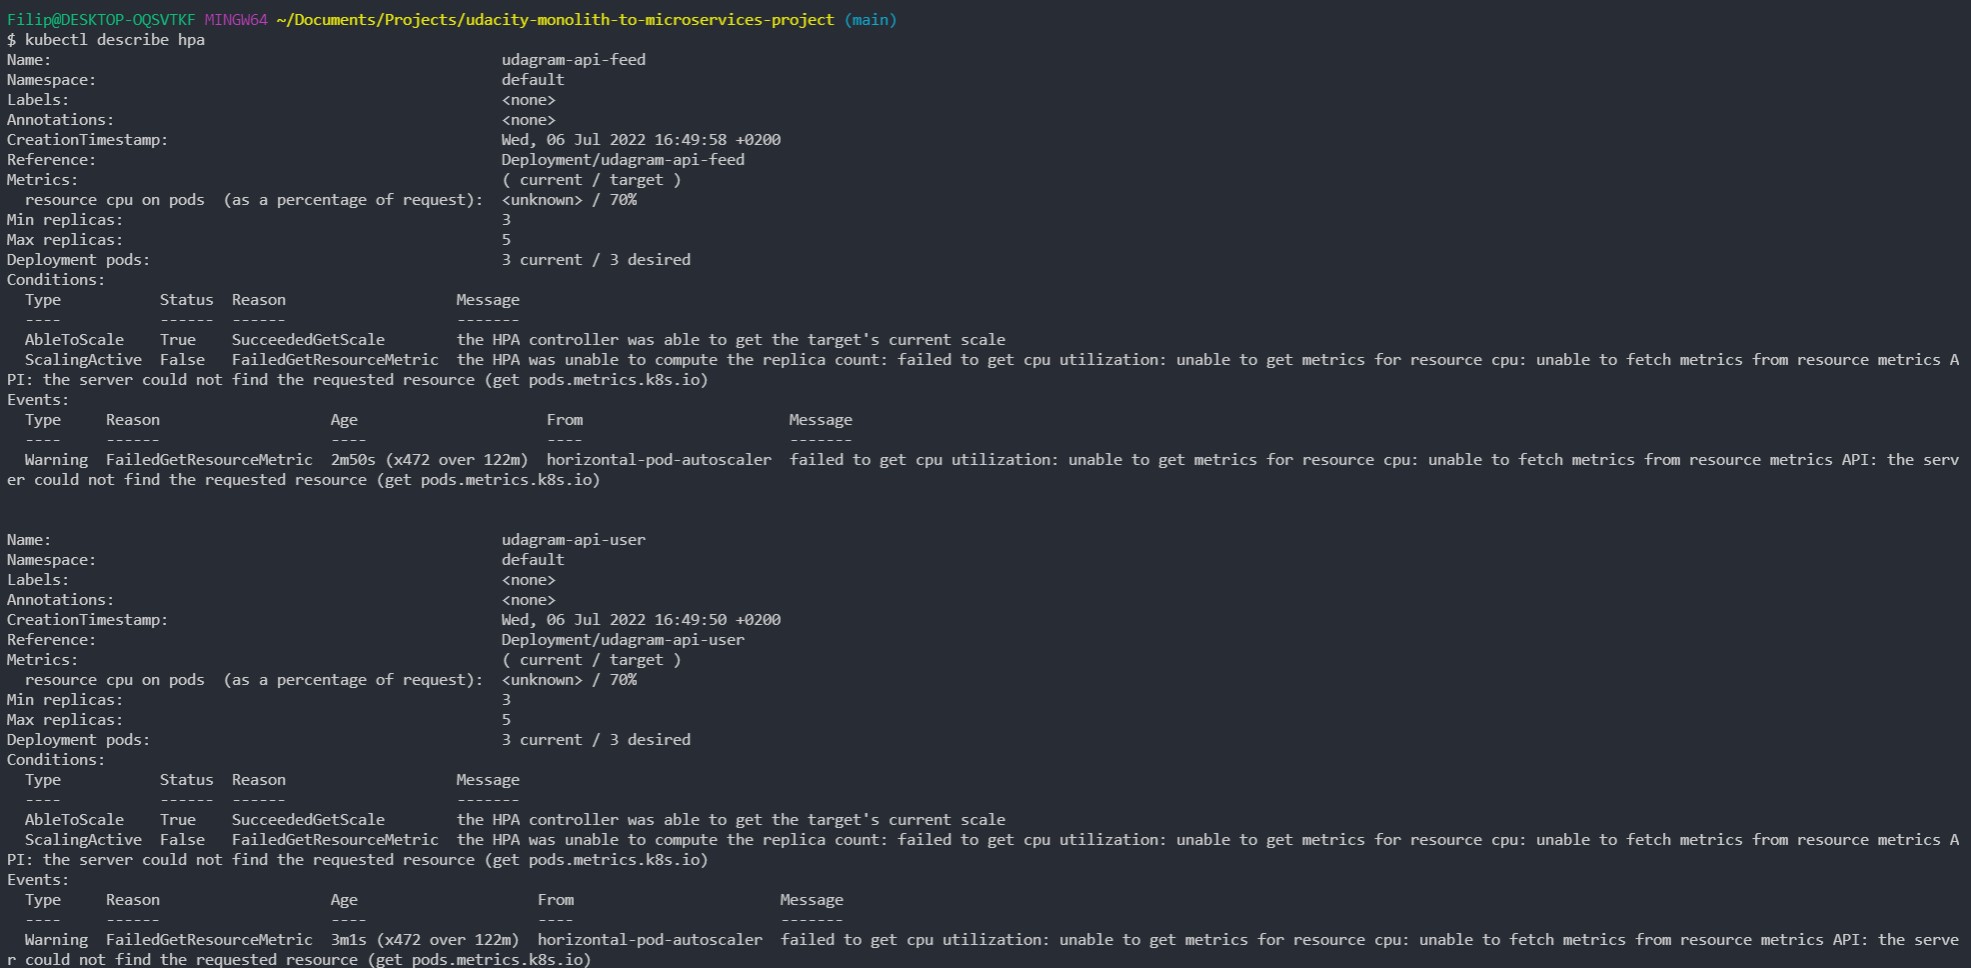 Filip@DESKTOP-OQSVTKF MINGW64 ~/Documents/Projects/udacity-monolith-to-microservices-project (main)
$ kubectl describe hpa
Name:                                                  udagram-api-feed
Namespace:                                             default
Labels:                                                <none>
Annotations:                                           <none>
CreationTimestamp:                                     Wed, 06 Jul 2022 16:49:58 +0200
Reference:                                             Deployment/udagram-api-feed
Metrics:                                               ( current / target )
  resource cpu on pods  (as a percentage of request):  <unknown> / 70%
Min replicas:                                          3
Max replicas:                                          5
Deployment pods:                                       3 current / 3 desired
Conditions:
  Type           Status  Reason                   Message
  ----           ------  ------                   -------
  AbleToScale    True    SucceededGetScale        the HPA controller was able to get the target's current scale
  ScalingActive  False   FailedGetResourceMetric  the HPA was unable to compute the replica count: failed to get cpu utilization: unable to get metrics for resource cpu: unable to fetch metrics from resource metrics A
PI: the server could not find the requested resource (get pods.metrics.k8s.io)
Events:
  Type     Reason                   Age                     From                       Message
  ----     ------                   ----                    ----                       -------
  Warning  FailedGetResourceMetric  2m50s (x472 over 122m)  horizontal-pod-autoscaler  failed to get cpu utilization: unable to get metrics for resource cpu: unable to fetch metrics from resource metrics API: the serv
er could not find the requested resource (get pods.metrics.k8s.io)
Name:                                                  udagram-api-user
Namespace:                                             default
Labels:                                                <none>
Annotations:                                           <none>
CreationTimestamp:                                     Wed, 06 Jul 2022 16:49:50 +0200
Reference:                                             Deployment/udagram-api-user
Metrics:                                               ( current / target )
  resource cpu on pods  (as a percentage of request):  <unknown> / 70%
Min replicas:                                          3
Max replicas:                                          5
Deployment pods:                                       3 current / 3 desired
Conditions:
  Type           Status  Reason                   Message
  ----           ------  ------                   -------
  AbleToScale    True    SucceededGetScale        the HPA controller was able to get the target's current scale
  ScalingActive  False   FailedGetResourceMetric  the HPA was unable to compute the replica count: failed to get cpu utilization: unable to get metrics for resource cpu: unable to fetch metrics from resource metrics A
PI: the server could not find the requested resource (get pods.metrics.k8s.io)
Events:
  Type     Reason                   Age                    From                       Message
  ----     ------                   ----                   ----                       -------
  Warning  FailedGetResourceMetric  3m1s (x472 over 122m)  horizontal-pod-autoscaler  failed to get cpu utilization: unable to get metrics for resource cpu: unable to fetch metrics from resource metrics API: the serve
r could not find the requested resource (get pods.metrics.k8s.io)